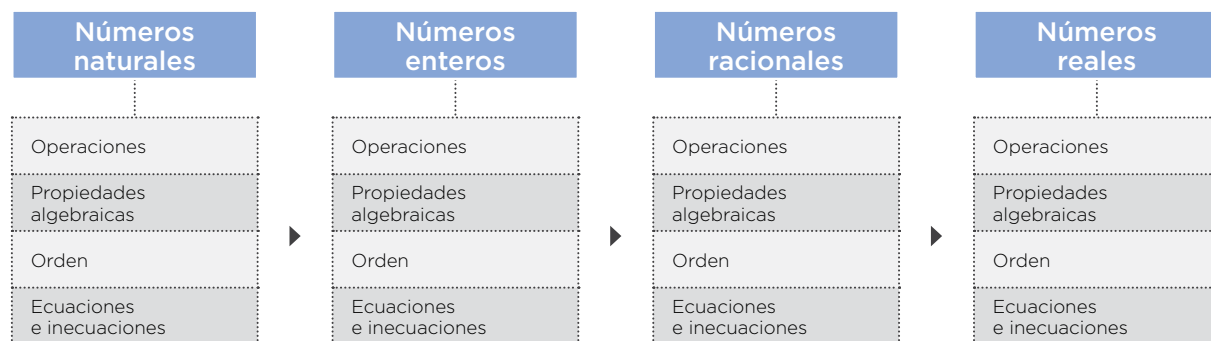 Números
naturales
Operaciones
Propiedades
algebraicas
Orden
Ecuaciones
e inecuaciones
Números
enteros
Operaciones
Propiedades
algebraicas
Orden
Ecuaciones
e inecuaciones
Números
racionales
Operaciones
Propiedades
algebraicas
Orden
Ecuaciones
e inecuaciones
Números
reales
Operaciones
Propiedades
algebraicas
Orden
Ecuaciones
e inecuaciones